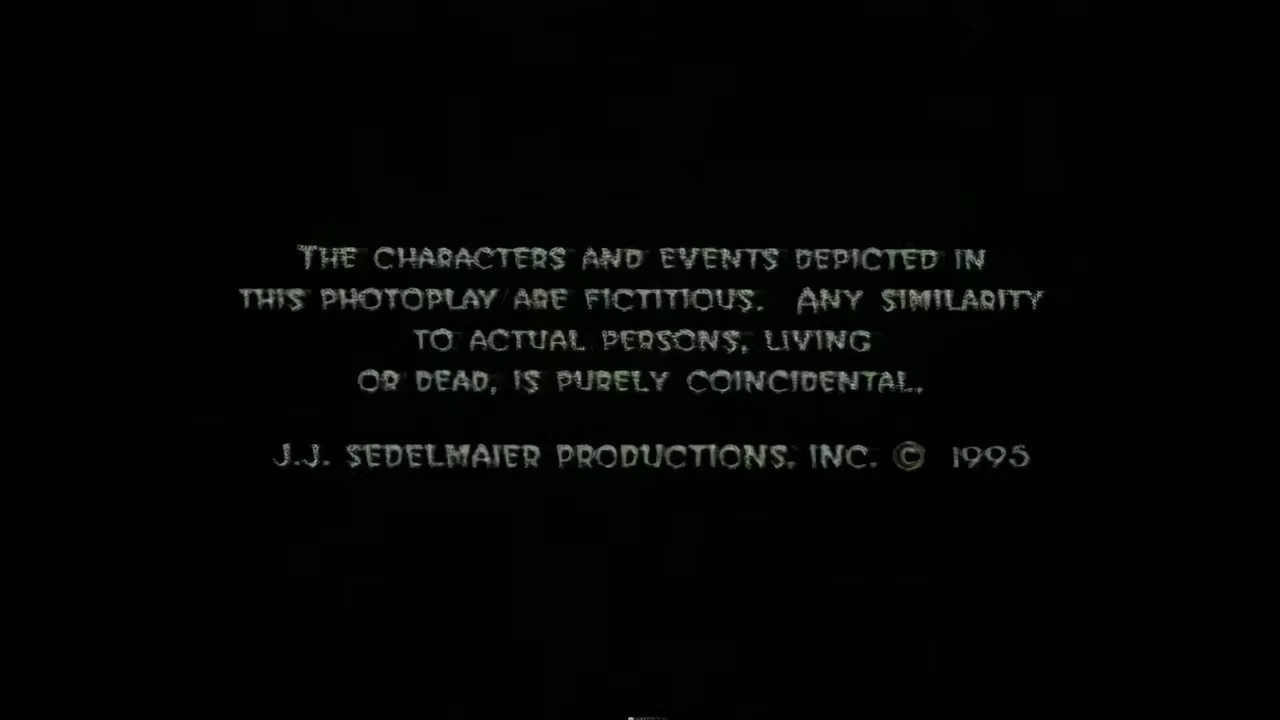 THE CHARACTERS AND EVENTS DEPICTED IN
THIS PHOTOPLAY ARE FICTITIOUS. ANY SIMILARITY
TO ACTUAL PERSONS, LIVING
OR DEAD, IS PURELY COINCIDENTAL.
J.J. SEDELMAIER PRODUCTIONS, INC. © 1995